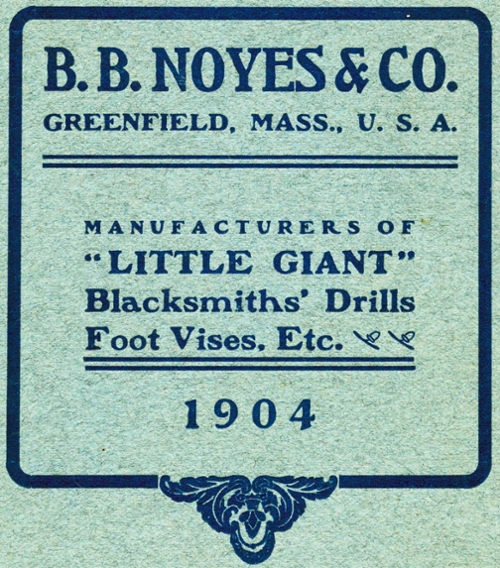 B. B. NOYES & CO.
GREENFIELD, MASS., U. S. A.
MANUFACTURERS OF
"LITTLE GIANT"
Blacksmiths' Drills
Foot Vises, Etc.
1904